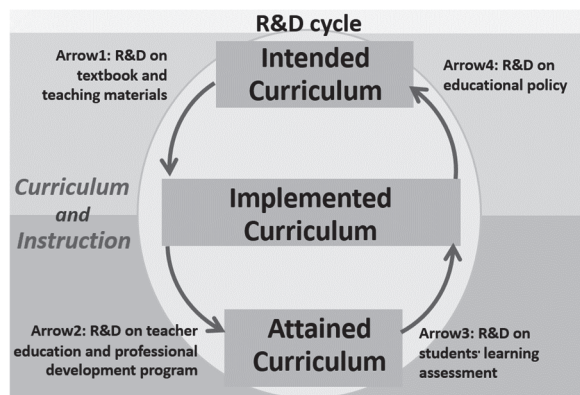 R&D cycle
Intended
Curriculum
Arrow1: R&D on
textbook and
teaching materials
Arrow4: R&D on
educational policy
Curriculum
and
Instruction
Implemented
Curriculum
Arrow2: R&D on teacher
education and professional
development program
Attained
Curriculum
Arrow3: R&D on
students' learning
assessment